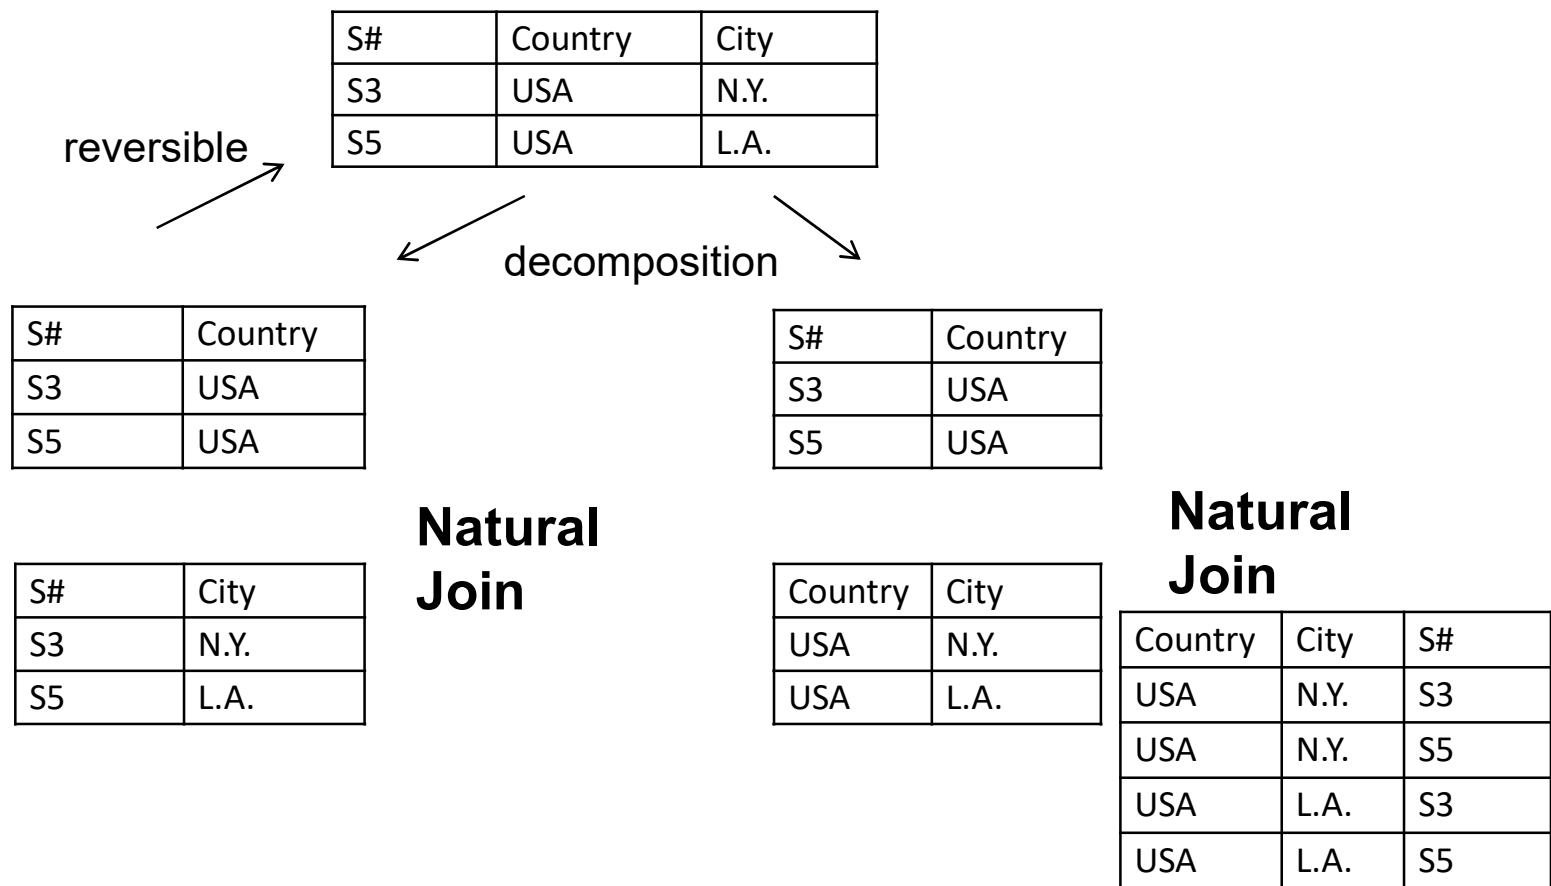 S# Country City
S3 USA N.Y.
S5 USA L.A.
reversible
decomposition
S# Country
S3 USA
S5 USA
Natural
Join
S# City
S3 N.Y.
S5 L.A.
S# Country
S3 USA
S5 USA
Natural
Join
Country City
USA N.Y.
USA L.A.
Country City S#
USA N.Y. S3
USA N.Y. S5
USA L.A. S3
USA L.A. S5